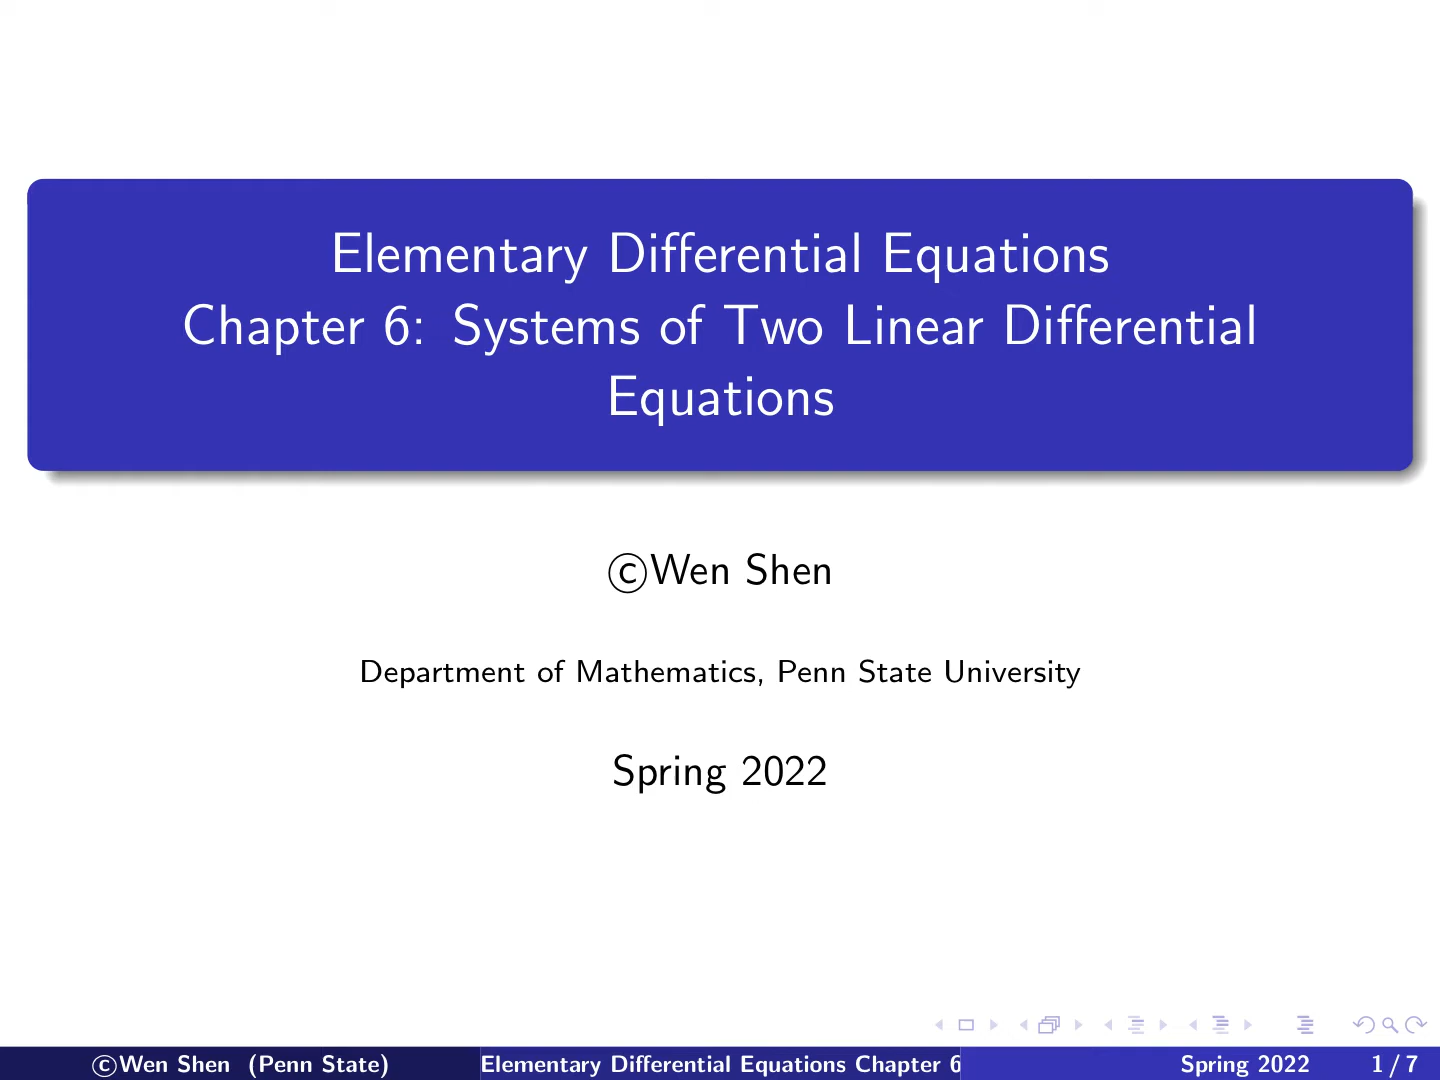 Elementary Differential Equations
Chapter 6: Systems of Two Linear Differential
Equations
©Wen Shen
Department of Mathematics, Penn State University
Spring 2022
©Wen Shen (Penn State) Elementary Differential Equations Chapter 6 Spring 2022 1 / 7